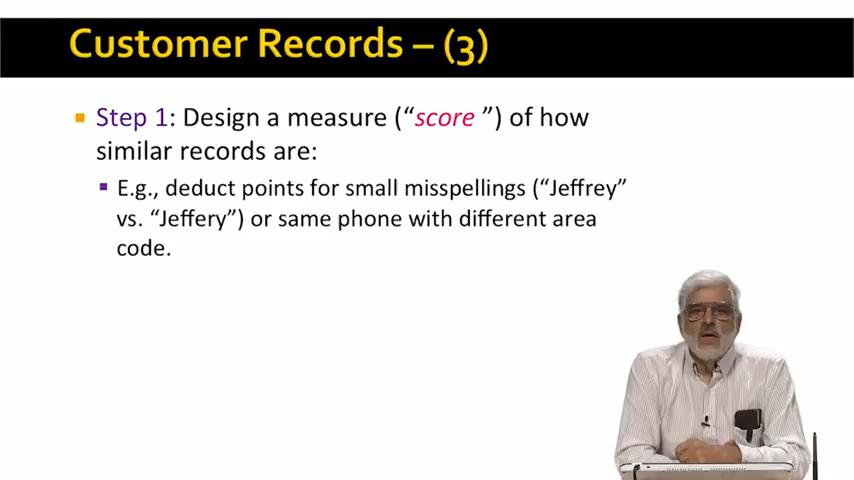 Customer Records – (3)
Step 1: Design a measure (“score ”) of how
similar records are:
E.g., deduct points for small misspellings (“Jeffrey”
vs. “Jeffery”) or same phone with different area
code.